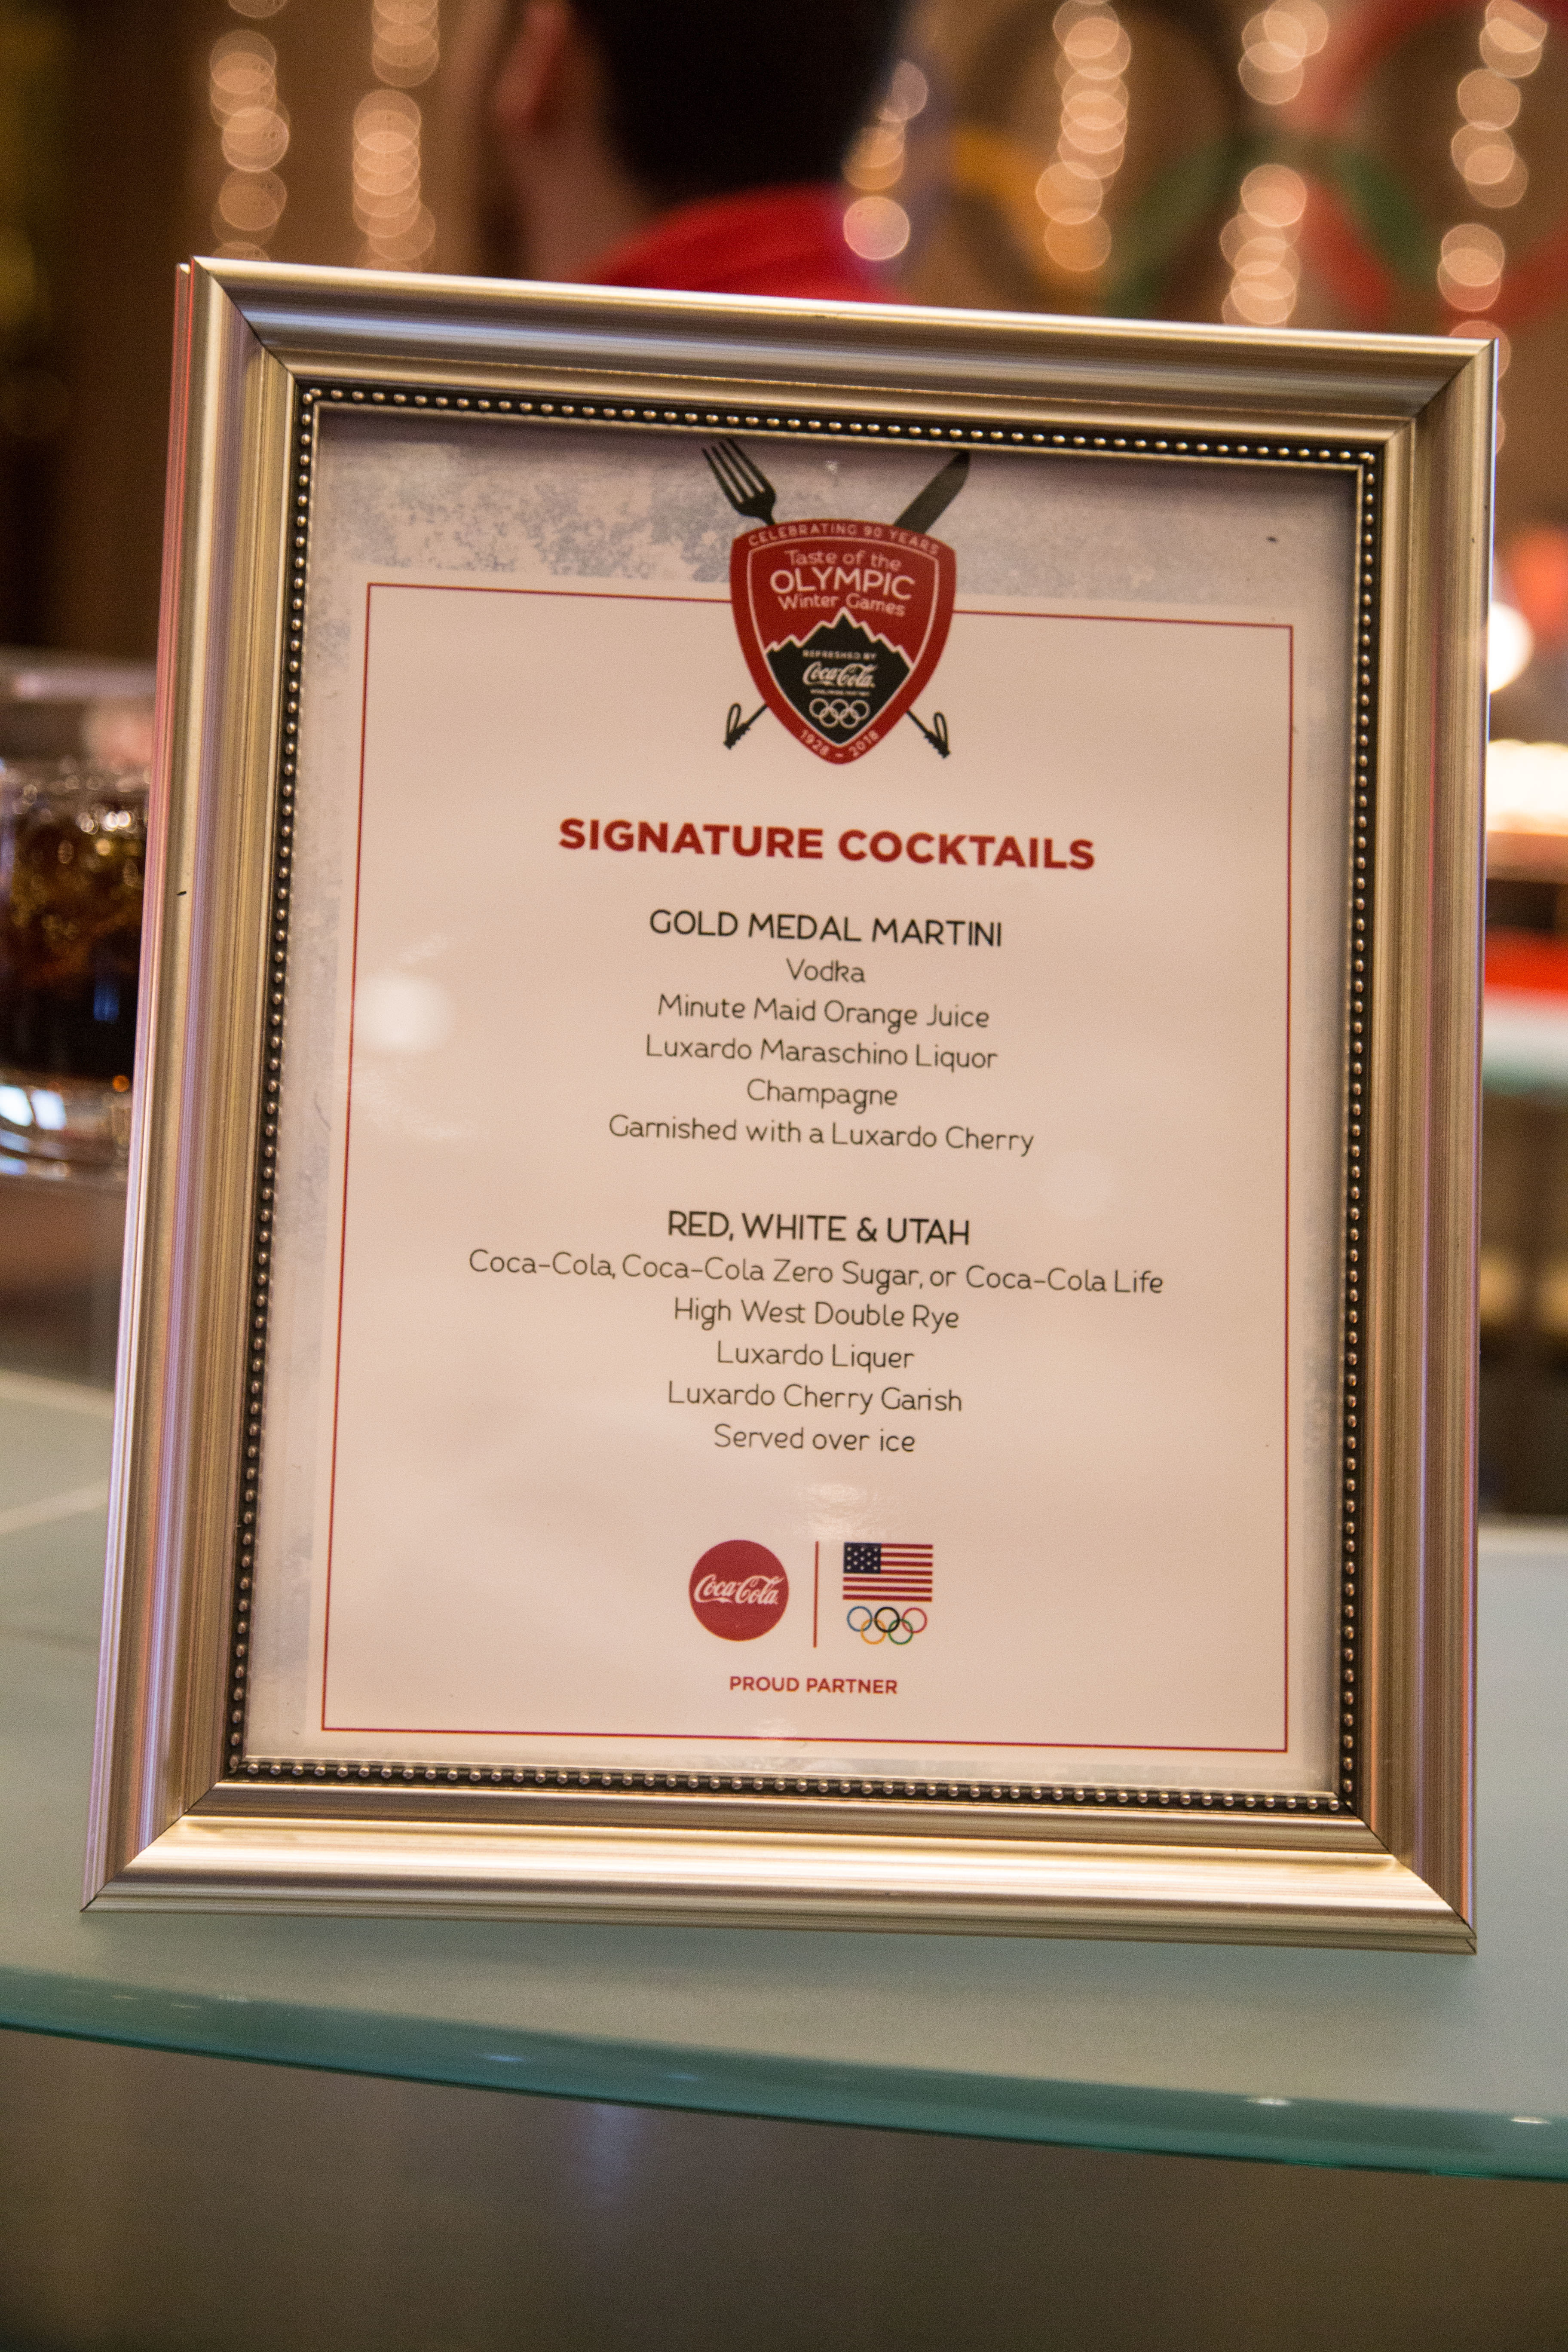 CELEBRATING 90 YEARS
Taste of the
OLYMPIC
Winter Games
REFRESHED BY
Coca-Cola
WORLDWIDE PARTNER
1928 - 2018
SIGNATURE COCKTAILS
GOLD MEDAL MARTINI
Vodka
Minute Maid Orange Juice
Luxardo Maraschino Liquor
Champagne
Garnished with a Luxardo Cherry
RED, WHITE & UTAH
Coca-Cola, Coca-Cola Zero Sugar, or Coca-Cola Life
High West Double Rye
Luxardo Liquer
Luxardo Cherry Garish
Served over ice
Coca-Cola
PROUD PARTNER